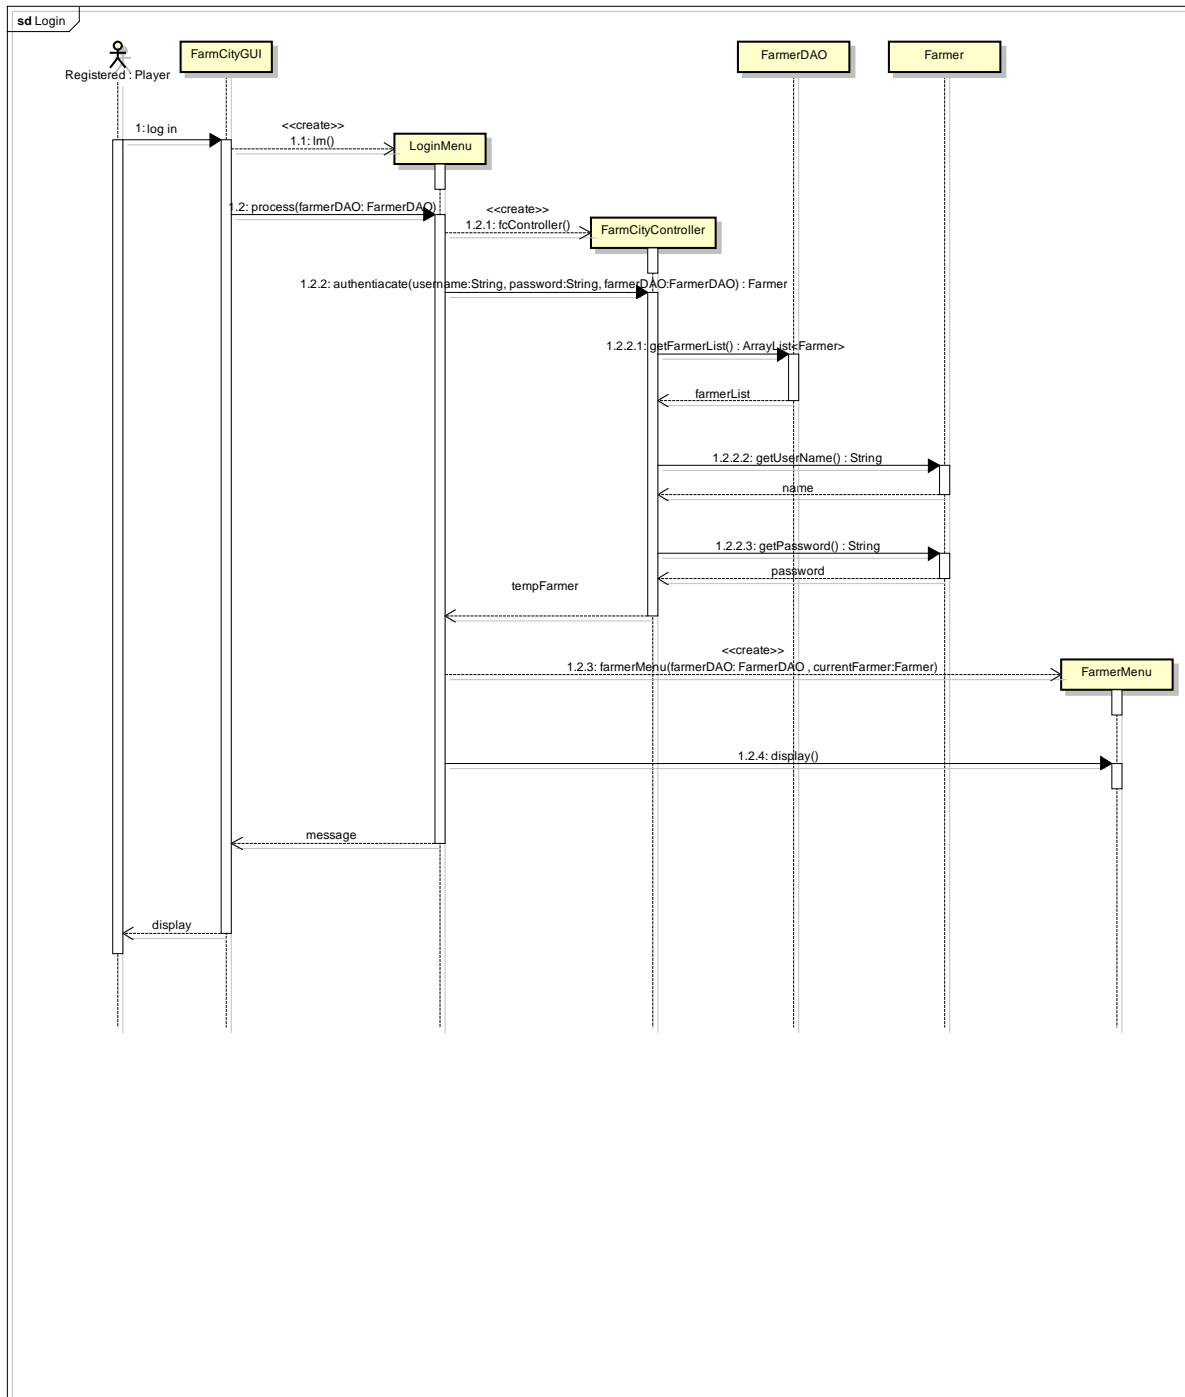 sd Login
Registered : Player
FarmCityGUI
FarmerDAO
Farmer
1: log in
<<create>>
1.1: lm()
LoginMenu
1.2: process(farmerDAO: FarmerDAO)
<<create>>
1.2.1: fcController()
FarmCityController
1.2.2: authentiacate(username:String, password:String, farmerDAO:FarmerDAO) : Farmer
1.2.2.1: getFarmerList() : ArrayList<Farmer>
farmerList
1.2.2.2: getUserName() : String
name
1.2.2.3: getPassword() : String
password
tempFarmer
<<create>>
1.2.3: farmerMenu(farmerDAO: FarmerDAO , currentFarmer:Farmer)
FarmerMenu
1.2.4: display()
message
display